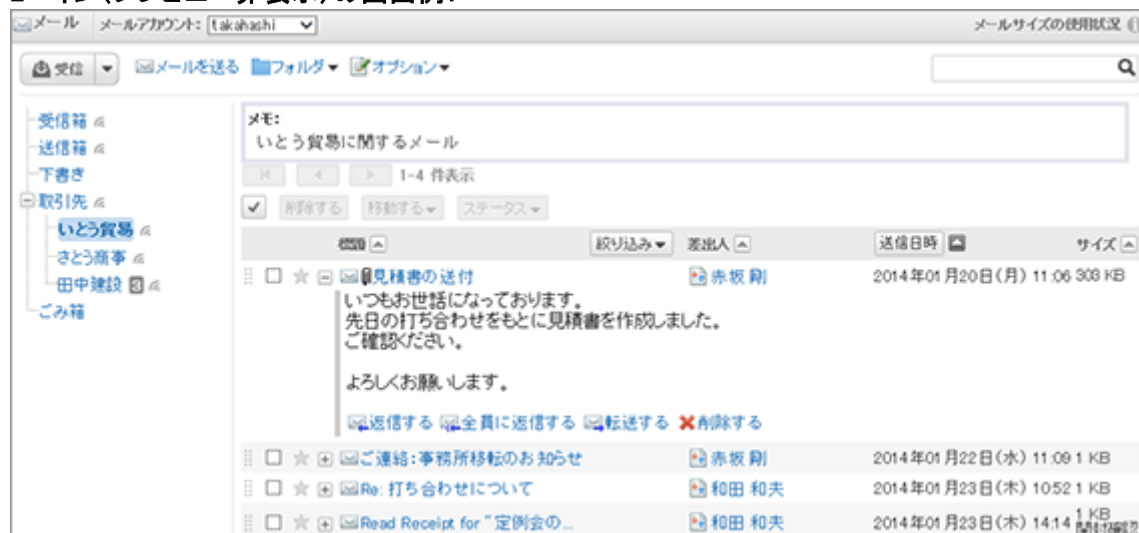 メール メールアカウント: takahashi メールサイズの使用状況
受信 メールを送る フォルダ オプション
受信箱
送信箱
下書き
取引先
いとう貿易
さとう商事
田中建設
ごみ箱
メモ:
いとう貿易に関するメール
1-4 件表示
削除する 移動する ステータス
標題 絞り込み 差出人 送信日時 サイズ
見積書の送付 赤坂 剛 2014年01月20日(月) 11:06 303 KB
いつもお世話になっております。
先日の打ち合わせをもとに見積書を作成しました。
ご確認ください。
よろしくお願いします。
返信する 全員に返信する 転送する 削除する
ご連絡:事務所移転のお知らせ 赤坂 剛 2014年01月22日(水) 11:09 1 KB
Re: 打ち合わせについて 和田 和夫 2014年01月23日(木) 10:52 1 KB
Read Receipt for "定例会の... 和田 和夫 2014年01月23日(木) 14:14 1 KB